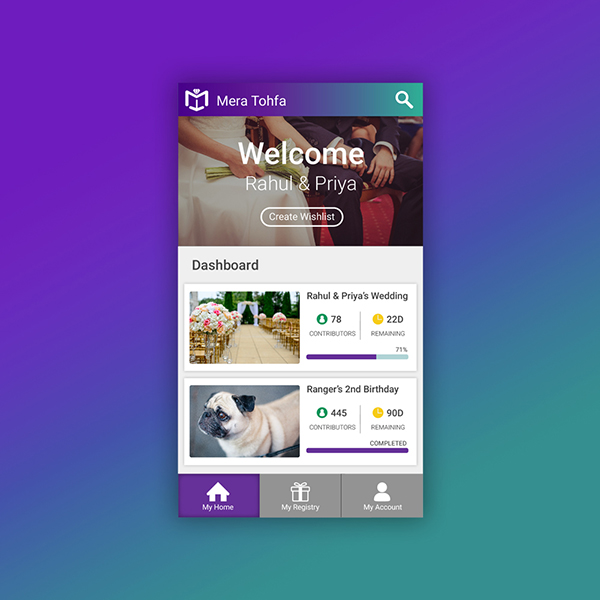 Mera Tohfa
Welcome
Rahul & Priya
Create Wishlist
Dashboard
Rahul & Priya's Wedding
78 22D
CONTRIBUTORS REMAINING
71%
Ranger's 2nd Birthday
445 90D
CONTRIBUTORS REMAINING
COMPLETED
My Home My Registry My Account